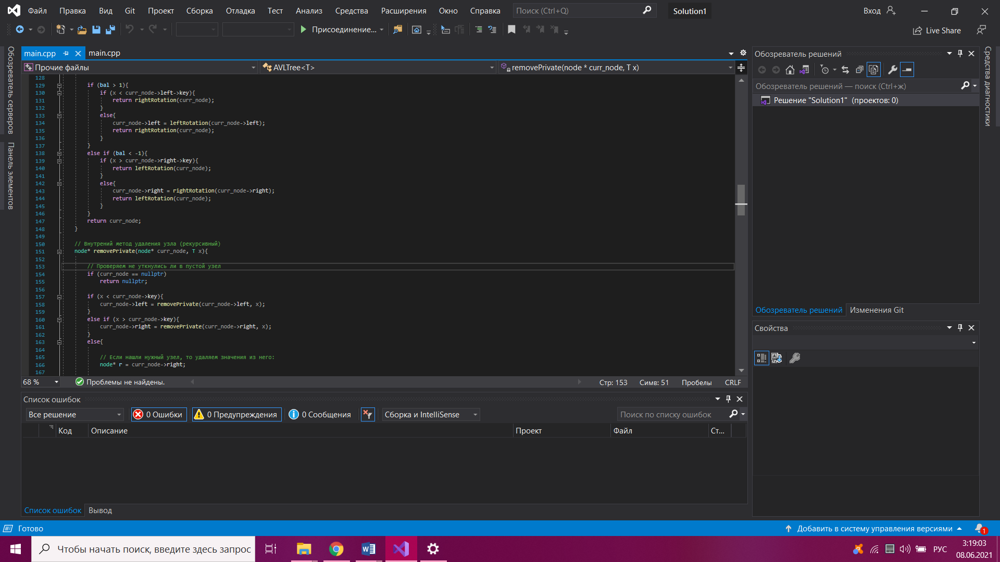 Файл Правка Вид Git Проект Сборка Отладка Тест Анализ Средства Расширения Окно Справка Поиск (Ctrl+Q) Solution1 Вход
Присоединение... Live Share
Обозреватель серверов
Панель элементов
main.cpp main.cpp
Прочие файлы AVLTree<T> removePrivate(node * curr_node, T x)
128
129 if (bal > 1){
130 if (x < curr_node->left->key){
131 return rightRotation(curr_node);
132 }
133 else{
134 curr_node->left = leftRotation(curr_node->left);
135 return rightRotation(curr_node);
136 }
137 }
138 else if (bal < -1){
139 if (x > curr_node->right->key){
140 return leftRotation(curr_node);
141 }
142 else{
143 curr_node->right = rightRotation(curr_node->right);
144 return leftRotation(curr_node);
145 }
146 }
147 return curr_node;
148 }
149
150 // Внутрений метод удаления узла (рекурсивный)
151 node* removePrivate(node* curr_node, T x){
152
153 // Проверяем не уткнулись ли в пустой узел
154 if (curr_node == nullptr)
155 return nullptr;
156
157 if (x < curr_node->key){
158 curr_node->left = removePrivate(curr_node->left, x);
159 }
160 else if (x > curr_node->key){
161 curr_node->right = removePrivate(curr_node->right, x);
162 }
163 else{
164
165 // Если нашли нужный узел, то удаляем значения из него:
166 node* r = curr_node->right;
167
68 % Проблемы не найдены. Стр: 153 Симв: 51 Пробелы CRLF
Список ошибок
Все решение 0 Ошибки 0 Предупреждения 0 Сообщения Сборка и IntelliSense Поиск по списку ошибок
Код Описание Проект Файл Ст...
Список ошибок Вывод
Обозреватель решений
Обозреватель решений — поиск (Ctrl+ж)
Решение "Solution1" (проектов: 0)
Обозреватель решений Изменения Git
Свойства
Средства диагностики
Готово Добавить в систему управления версиями 1
Чтобы начать поиск, введите здесь запрос РУС 3:19:03
08.06.2021